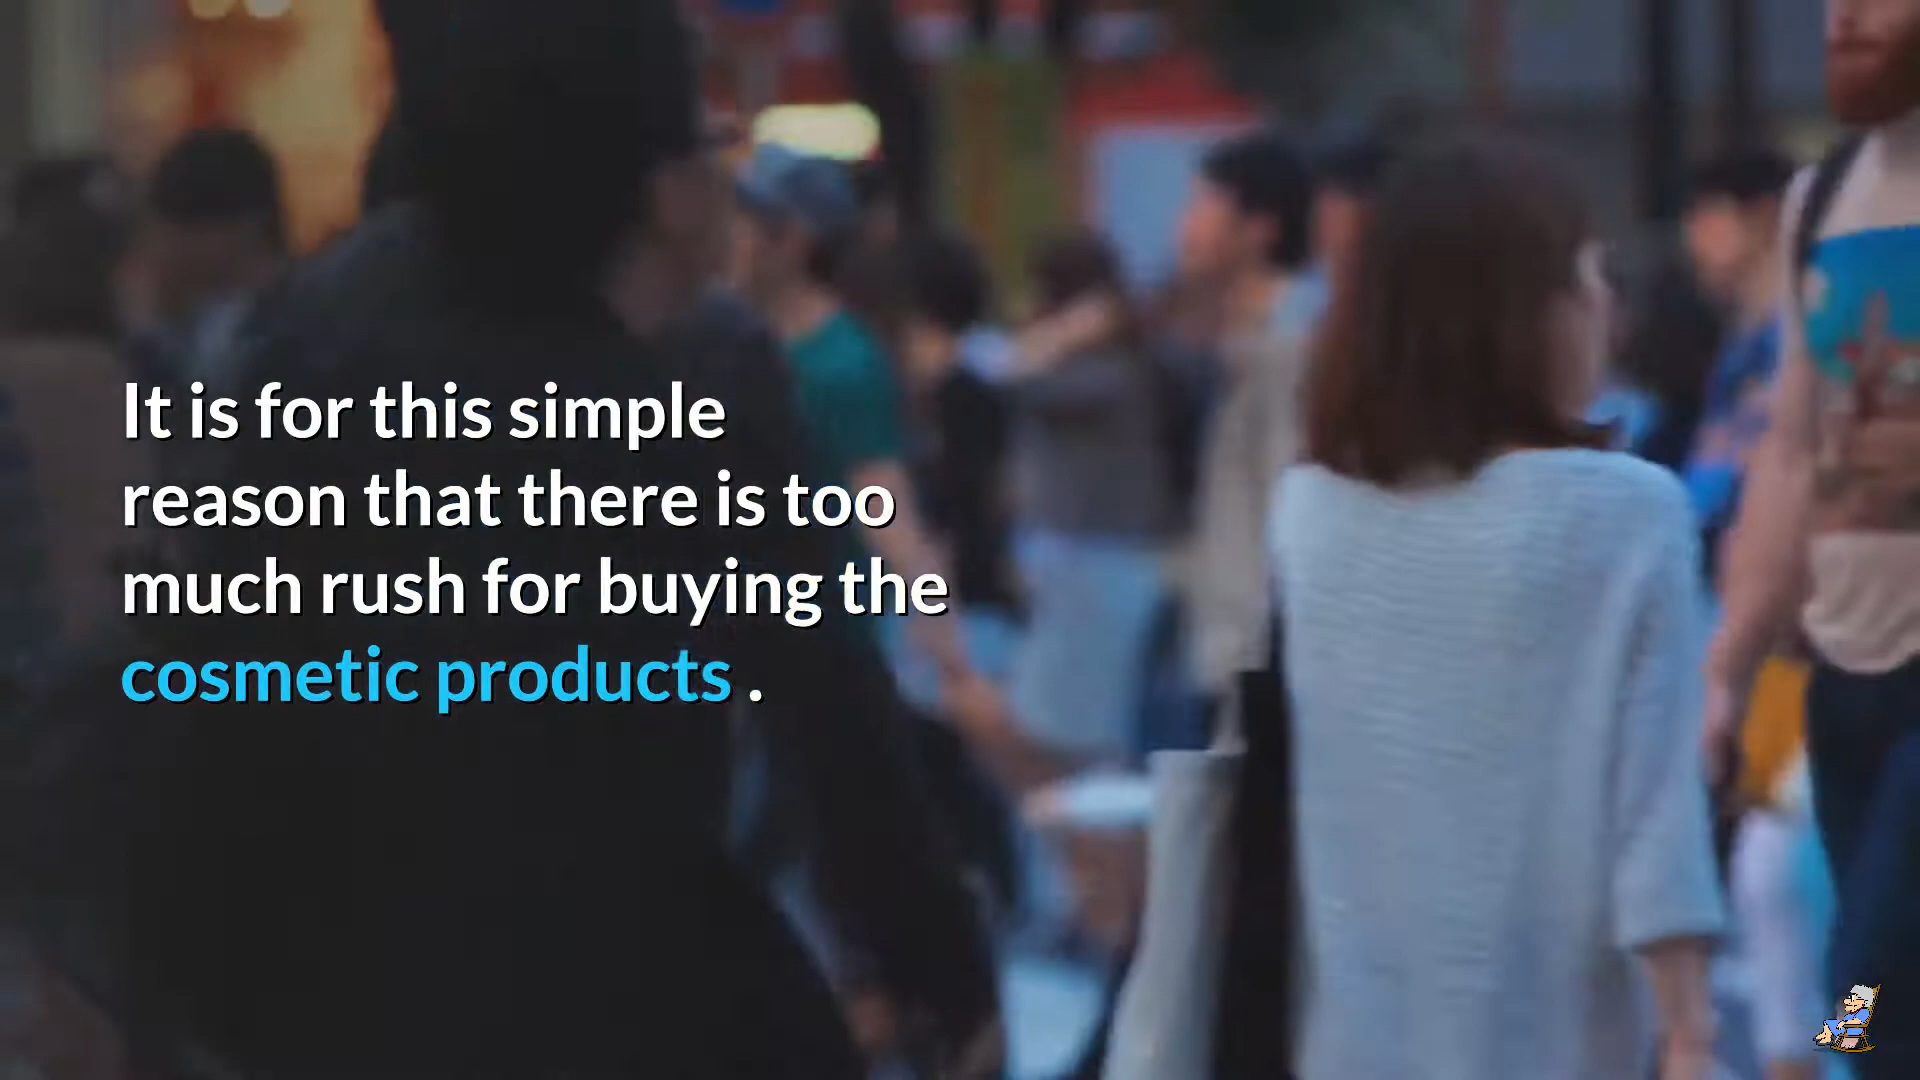 It is for this simple
reason that there is too
much rush for buying the
cosmetic products .